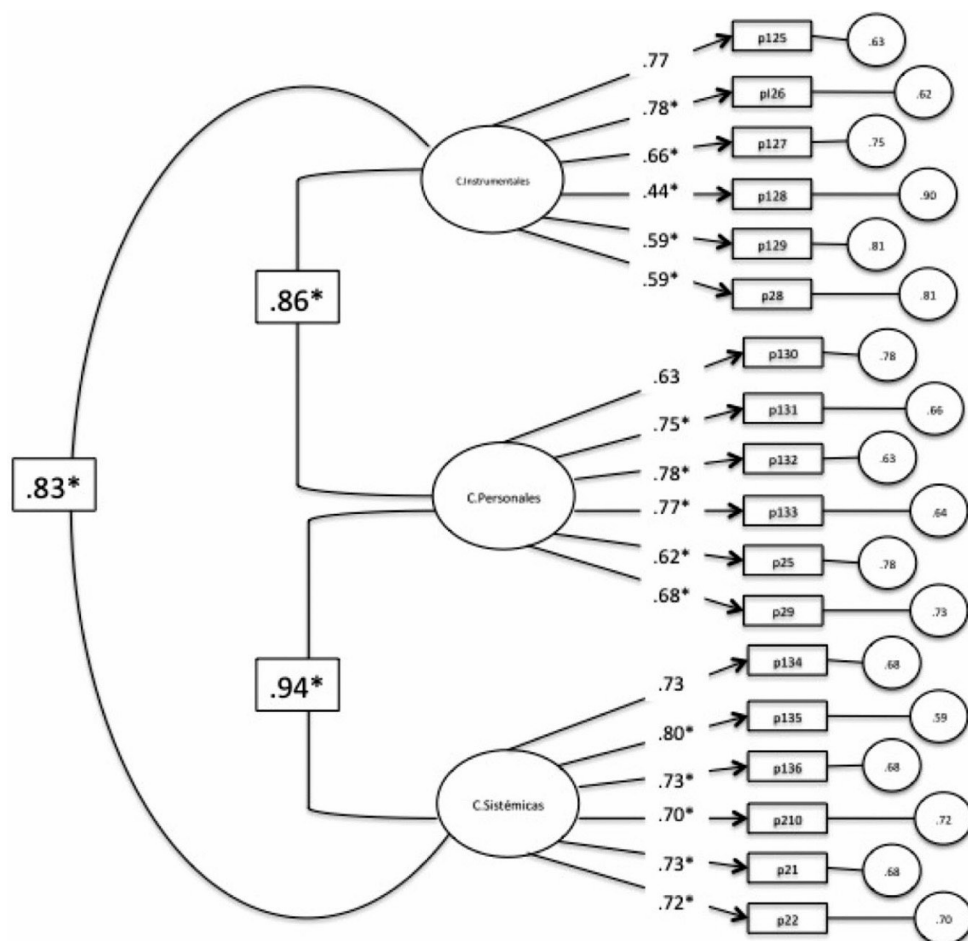 .77 p125 .63
.78* pl26 .62
.66* p127 .75
C.Instrumentales
.44* p128 .90
.59* p129 .81
.59* p28 .81
.86*
.63 p130 .78
.75* p131 .66
.78* p132 .63
.83*
C.Personales
.77* p133 .64
.62* p25 .78
.68* p29 .73
.94*
.73 p134 .68
.80* p135 .59
.73* p136 .68
C.Sistémicas
.70* p210 .72
.73* p21 .68
.72* p22 .70